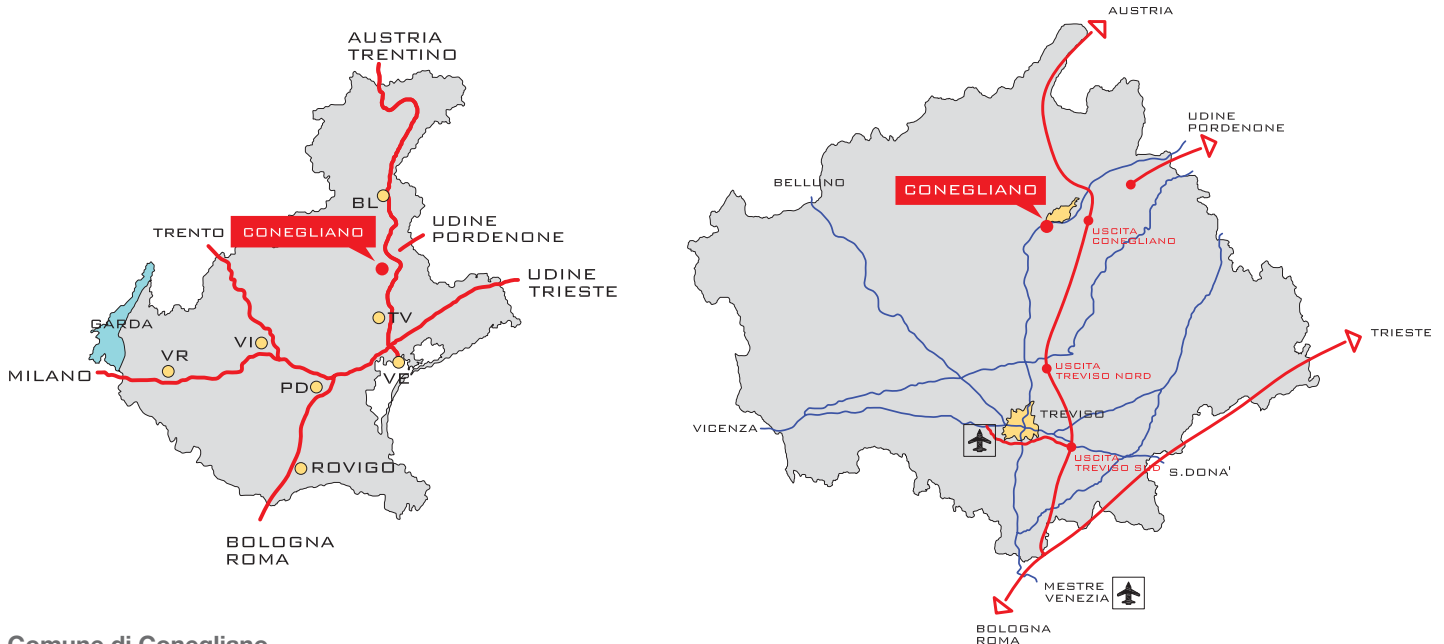 AUSTRIA
TRENTINO
BL
CONEGLIANO
UDINE
PORDENONE
TRENTO
UDINE
TRIESTE
GARDA
TV
VI
VR
MILANO
PD
VE
ROVIGO
BOLOGNA
ROMA
AUSTRIA
UDINE
PORDENONE
BELLUNO
CONEGLIANO
USCITA
CONEGLIANO
TRIESTE
USCITA
TREVISO NORD
TREVISO
VICENZA
USCITA
TREVISO SUD
S.DONA'
MESTRE
VENEZIA
BOLOGNA
ROMA
Comune di Conegliano